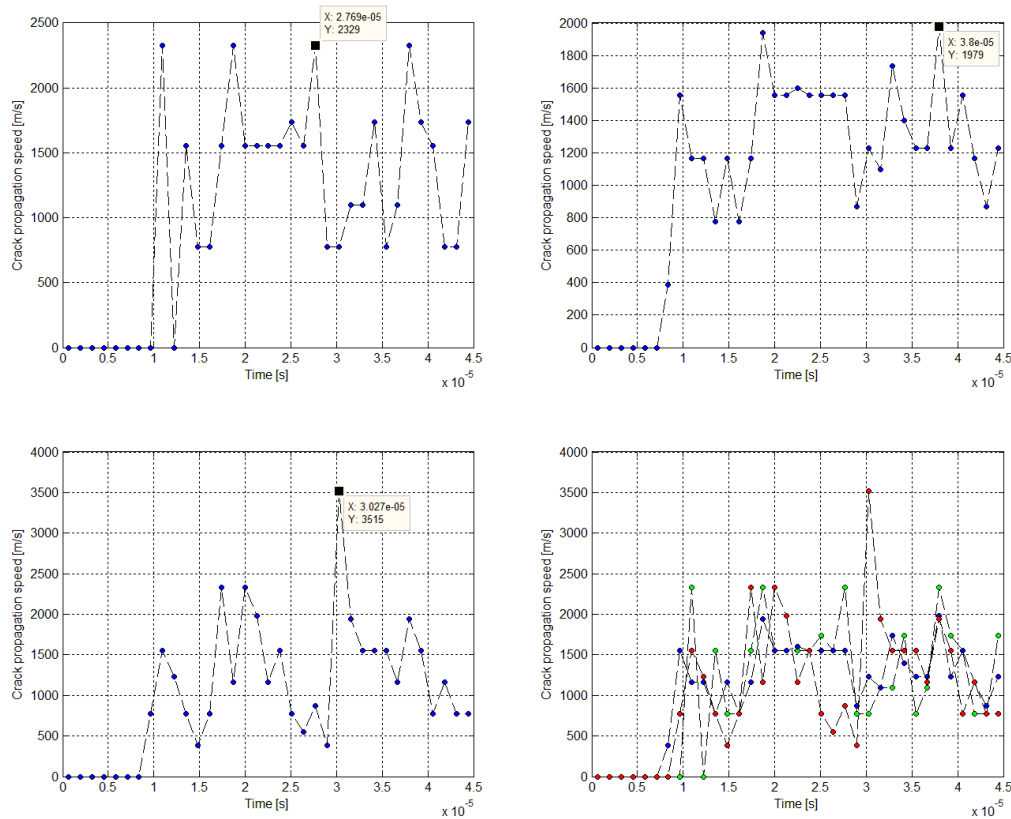 2500
2000
1500
1000
500
0
Crack propagation speed [m/s]
X: 2.769e-05
Y: 2329
0 0.5 1 1.5 2 2.5 3 3.5 4 4.5
Time [s]
x 10^-5
2000
1800
1600
1400
1200
1000
800
600
400
200
0
Crack propagation speed [m/s]
X: 3.8e-05
Y: 1979
0 0.5 1 1.5 2 2.5 3 3.5 4 4.5
Time [s]
x 10^-5
4000
3500
3000
2500
2000
1500
1000
500
0
Crack propagation speed [m/s]
X: 3.027e-05
Y: 3515
0 0.5 1 1.5 2 2.5 3 3.5 4 4.5
Time [s]
x 10^-5
4000
3500
3000
2500
2000
1500
1000
500
0
Crack propagation speed [m/s]
0 0.5 1 1.5 2 2.5 3 3.5 4 4.5
Time [s]
x 10^-5